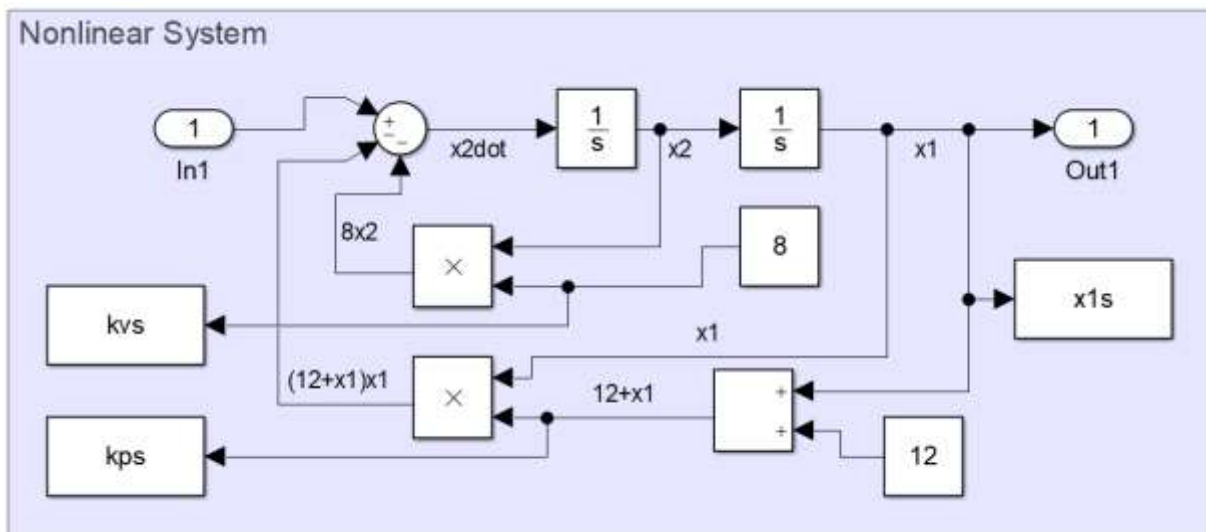 Nonlinear System
1
In1
+
−
−
x2dot
1
s
x2
1
s
x1
1
Out1
8x2
×
8
kvs
x1s
x1
(12+x1)x1
×
12+x1
+
+
12
kps